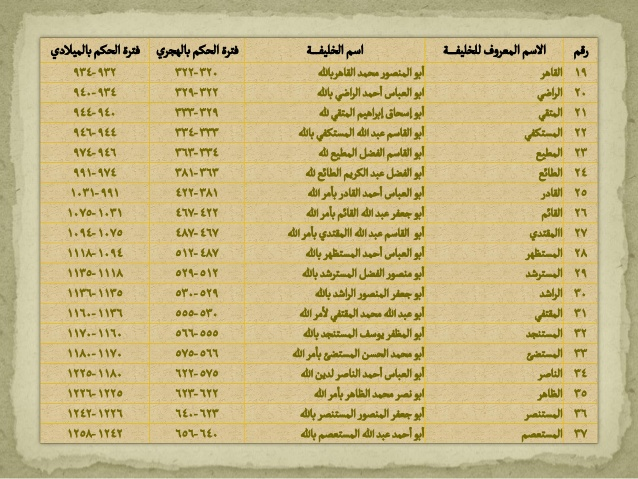 رقم الاسم المعروف للخليفــة اسم الخليفــة فترة الحكم بالهجري فترة الحكم بالميلادي
١٩ القاهر أبو المنصور محمد القاهربالله ٣٢٠-٣٢٢ ٩٣٢-٩٣٤
٢٠ الراضي ابو العباس أحمد الراضي بالله ٣٢٢-٣٢٩ ٩٣٤-٩٤٠
٢١ المتقي أبو إسحاق إبراهيم المتقي لله ٣٢٩-٣٣٣ ٩٤٠-٩٤٤
٢٢ المستكفي أبو القاسم عبد الله المستكفي بالله ٣٣٣-٣٣٤ ٩٤٤-٩٤٦
٢٣ المطيع أبو القاسم الفضل المطيع لله ٣٣٤-٣٦٣ ٩٤٦-٩٧٤
٢٤ الطائع أبو الفضل عبد الكريم الطائع لله ٣٦٣-٣٨١ ٩٧٤-٩٩١
٢٥ القادر أبو العباس أحمد القادر بأمر الله ٣٨١-٤٢٢ ٩٩١-١٠٣١
٢٦ القائم أبو جعفر عبد الله القائم بأمر الله ٤٢٢-٤٦٧ ١٠٣١-١٠٧٥
٢٧ االمقتدي أبو القاسم عبد الله االمقتدي بأمر الله ٤٦٧-٤٨٧ ١٠٧٥-١٠٩٤
٢٨ المستظهر أبو العباس أحمد المستظهر بالله ٤٨٧-٥١٢ ١٠٩٤-١١١٨
٢٩ المسترشد أبو منصور الفضل المسترشد بالله ٥١٢-٥٢٩ ١١١٨-١١٣٥
٣٠ الراشد أبو جعفر المنصور الراشد بالله ٥٢٩-٥٣٠ ١١٣٥-١١٣٦
٣١ المقتفي أبو عبد الله محمد المقتفي لأمر الله ٥٣٠-٥٥٥ ١١٣٦-١١٦٠
٣٢ المستنجد أبو المظفر يوسف المستنجد بالله ٥٥٥-٥٦٦ ١١٦٠-١١٧٠
٣٣ المستضئ أبو محمد الحسن المستضئ بأمر الله ٥٦٦-٥٧٥ ١١٧٠-١١٨٠
٣٤ الناصر أبو العباس أحمد الناصر لدين الله ٥٧٥-٦٢٢ ١١٨٠-١٢٢٥
٣٥ الظاهر ابو نصر محمد الظاهر بأمر الله ٦٢٢-٦٢٣ ١٢٢٥-١٢٢٦
٣٦ المستنصر أبو جعفر المنصور المستنصر بالله ٦٢٣-٦٤٠ ١٢٢٦-١٢٤٢
٣٧ المستعصم أبو أحمد عبد الله المستعصم بالله ٦٤٠-٦٥٦ ١٢٤٢-١٢٥٨